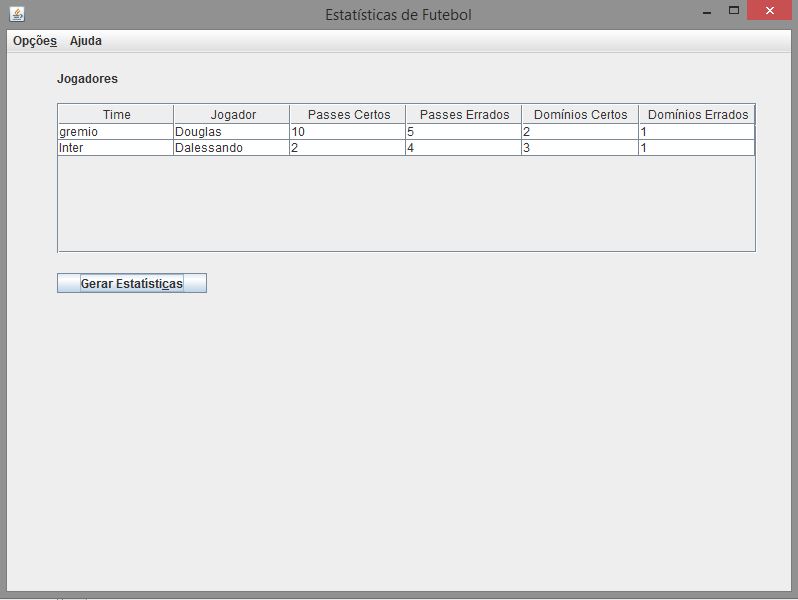 Estatísticas de Futebol
Opções Ajuda
Jogadores
Time Jogador Passes Certos Passes Errados Domínios Certos Domínios Errados
gremio Douglas 10 5 2 1
Inter Dalessando 2 4 3 1
Gerar Estatísticas